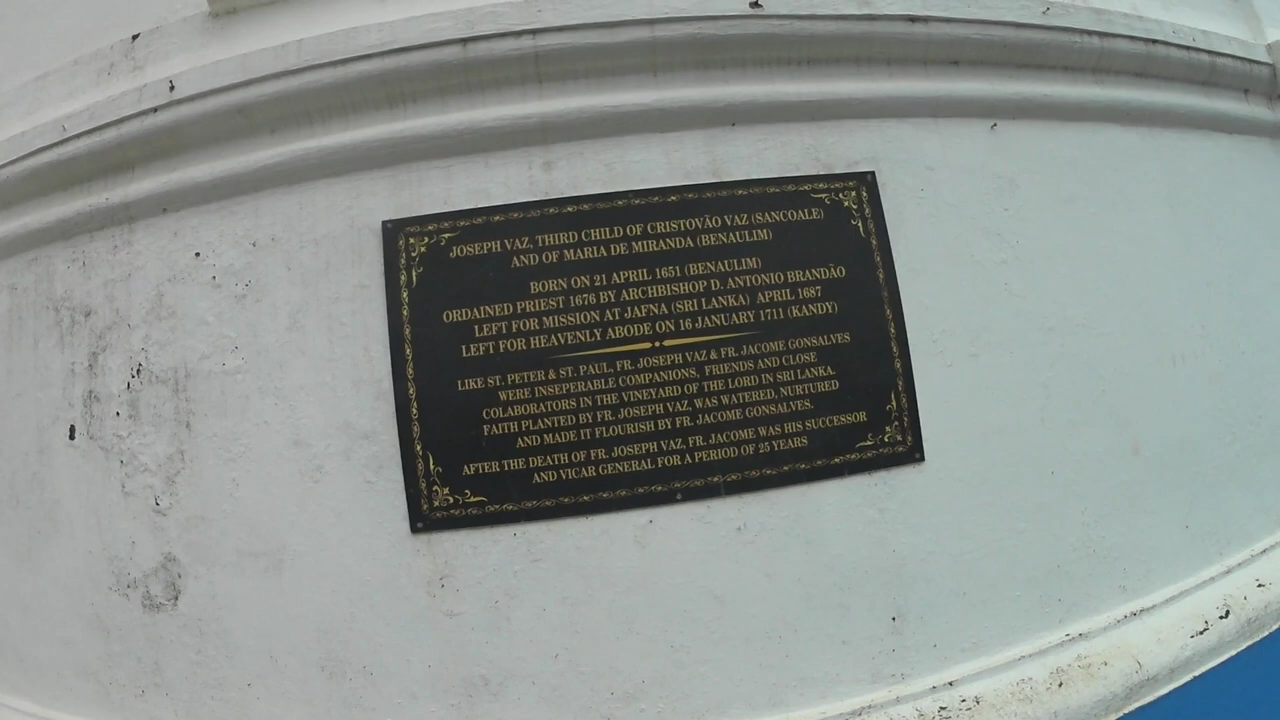 JOSEPH VAZ, THIRD CHILD OF CRISTOVÃO VAZ (SANCOALE)
AND OF MARIA DE MIRANDA (BENAULIM)
BORN ON 21 APRIL 1651 (BENAULIM)
ORDAINED PRIEST 1676 BY ARCHBISHOP D. ANTONIO BRANDÃO
LEFT FOR MISSION AT JAFNA (SRI LANKA) APRIL 1687
LEFT FOR HEAVENLY ABODE ON 16 JANUARY 1711 (KANDY)
LIKE ST. PETER & ST. PAUL, FR. JOSEPH VAZ & FR. JACOME GONSALVES
WERE INSEPERABLE COMPANIONS, FRIENDS AND CLOSE
COLABORATORS IN THE VINEYARD OF THE LORD IN SRI LANKA.
FAITH PLANTED BY FR. JOSEPH VAZ, WAS WATERED, NURTURED
AND MADE IT FLOURISH BY FR. JACOME GONSALVES.
AFTER THE DEATH OF FR. JOSEPH VAZ, FR. JACOME WAS HIS SUCCESSOR
AND VICAR GENERAL FOR A PERIOD OF 25 YEARS